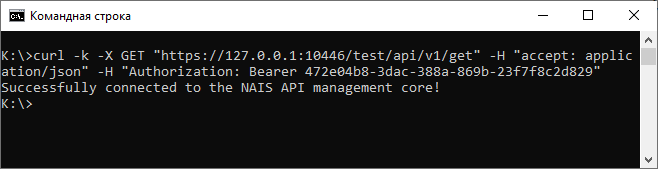 Командная строка
K:\>curl -k -X GET "https://127.0.0.1:10446/test/api/v1/get" -H "accept: applic
ation/json" -H "Authorization: Bearer 472e04b8-3dac-388a-869b-23f7f8c2d829"
Successfully connected to the NAIS API management core!
K:\>